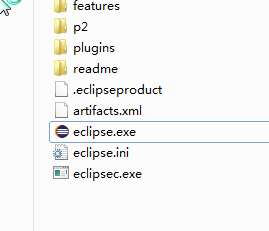 features
p2
plugins
readme
.eclipseproduct
artifacts.xml
eclipse.exe
eclipse.ini
eclipsec.exe